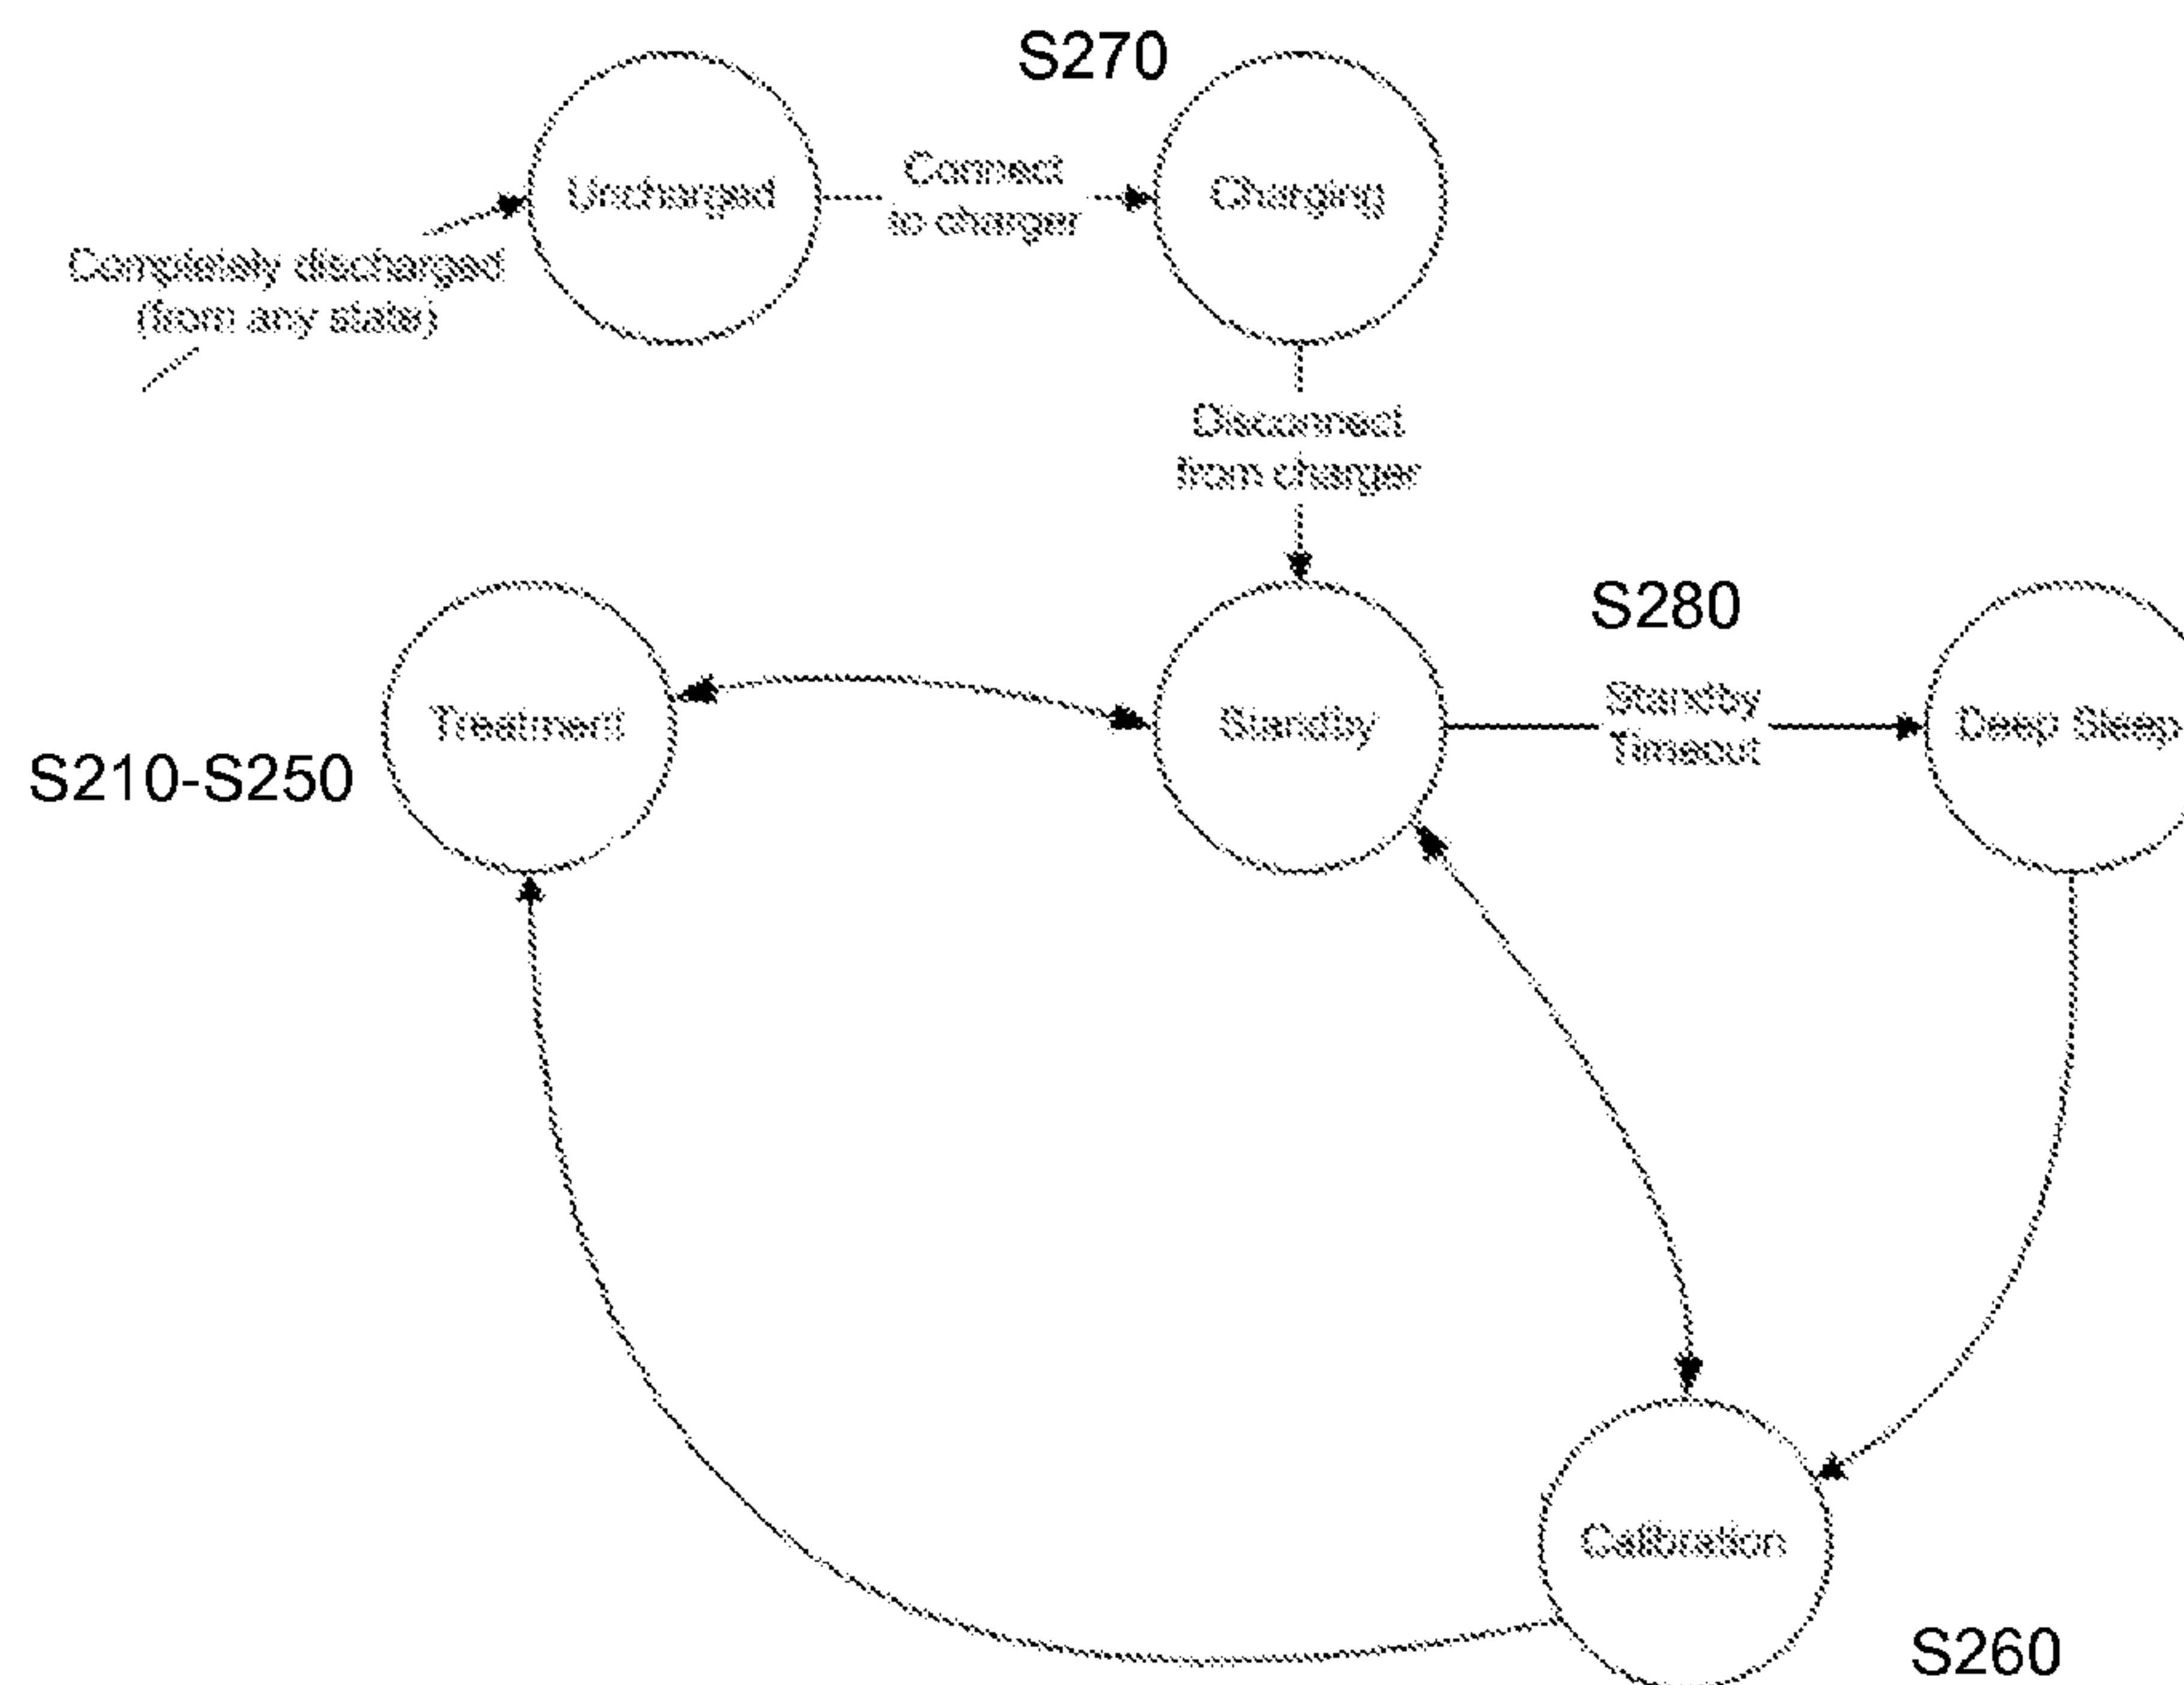 S270
Uncharged
Connect
to charger
Charging
Completely discharged
(from any state)
Disconnect
from charger
S280
Treatment
Standby
Standby
Timeout
Deep Sleep
S210-S250
Calibration
S260